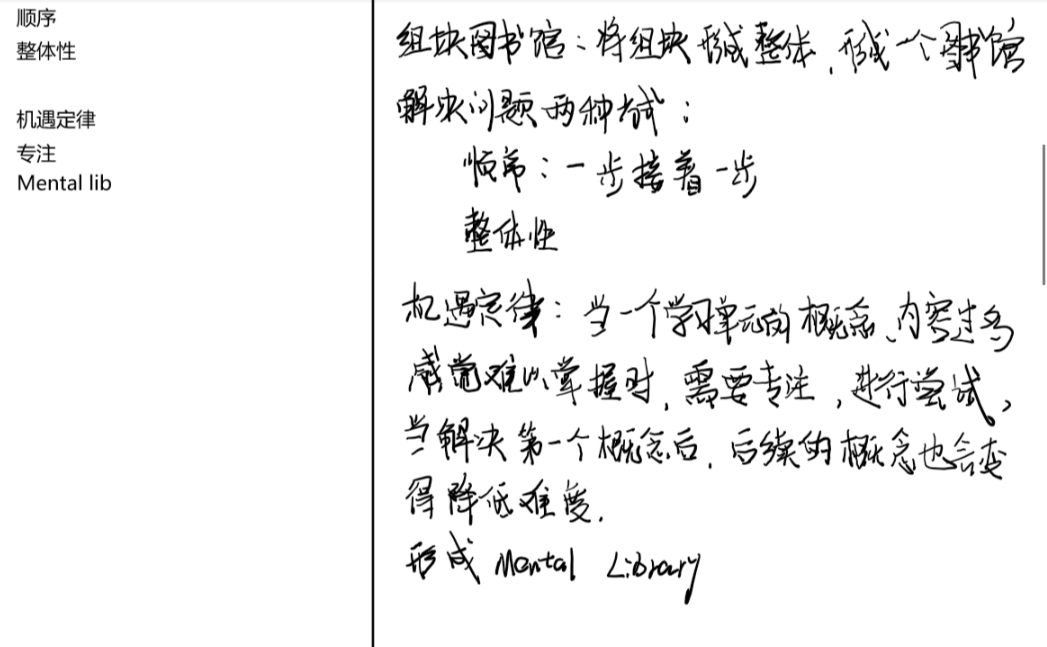 顺序
整体性
机遇定律
专注
Mental lib
组块图书馆：将组块形成整体，形成一个图书馆
解决问题两种方式：
顺序：一步接着一步
整体性
机遇定律：当一个学习单元的概念、内容过多
感觉难以掌握时，需要专注，进行尝试。
当解决第一个概念后，后续的概念也会变
得降低难度.
形成 Mental Library